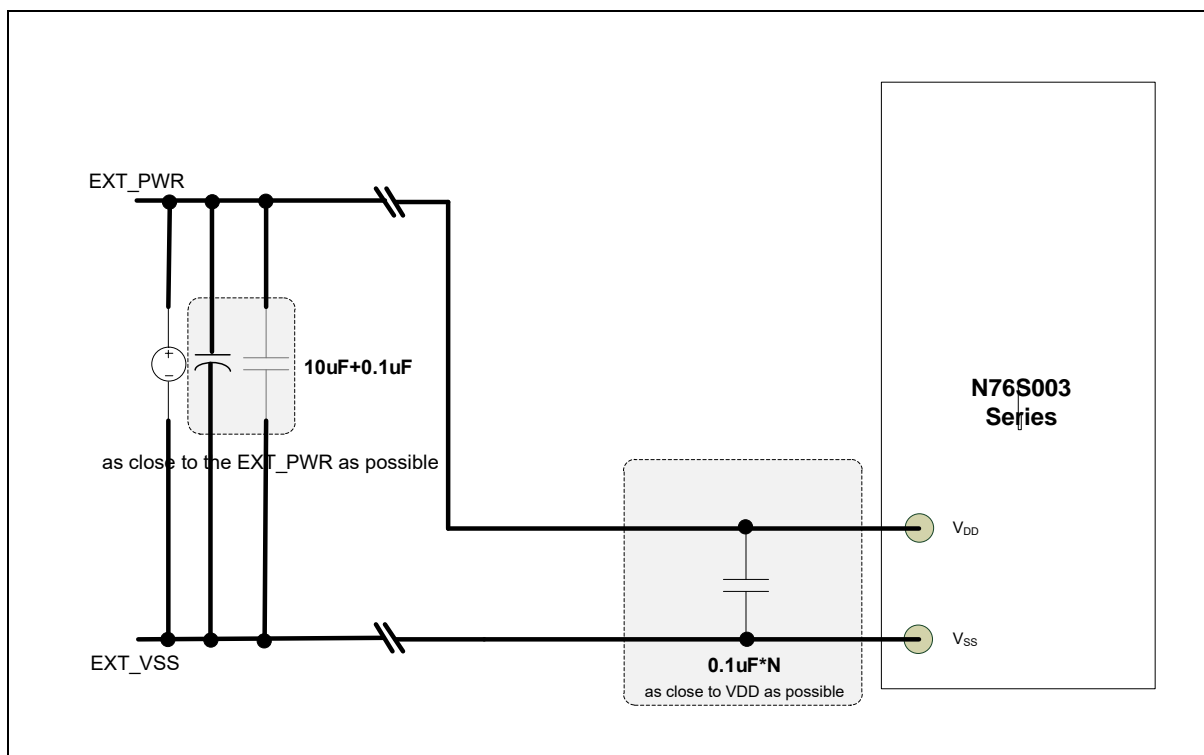 EXT_PWR
10uF+0.1uF
as close to the EXT_PWR as possible
N76S003
Series
VDD
VSS
EXT_VSS
0.1uF*N
as close to VDD as possible